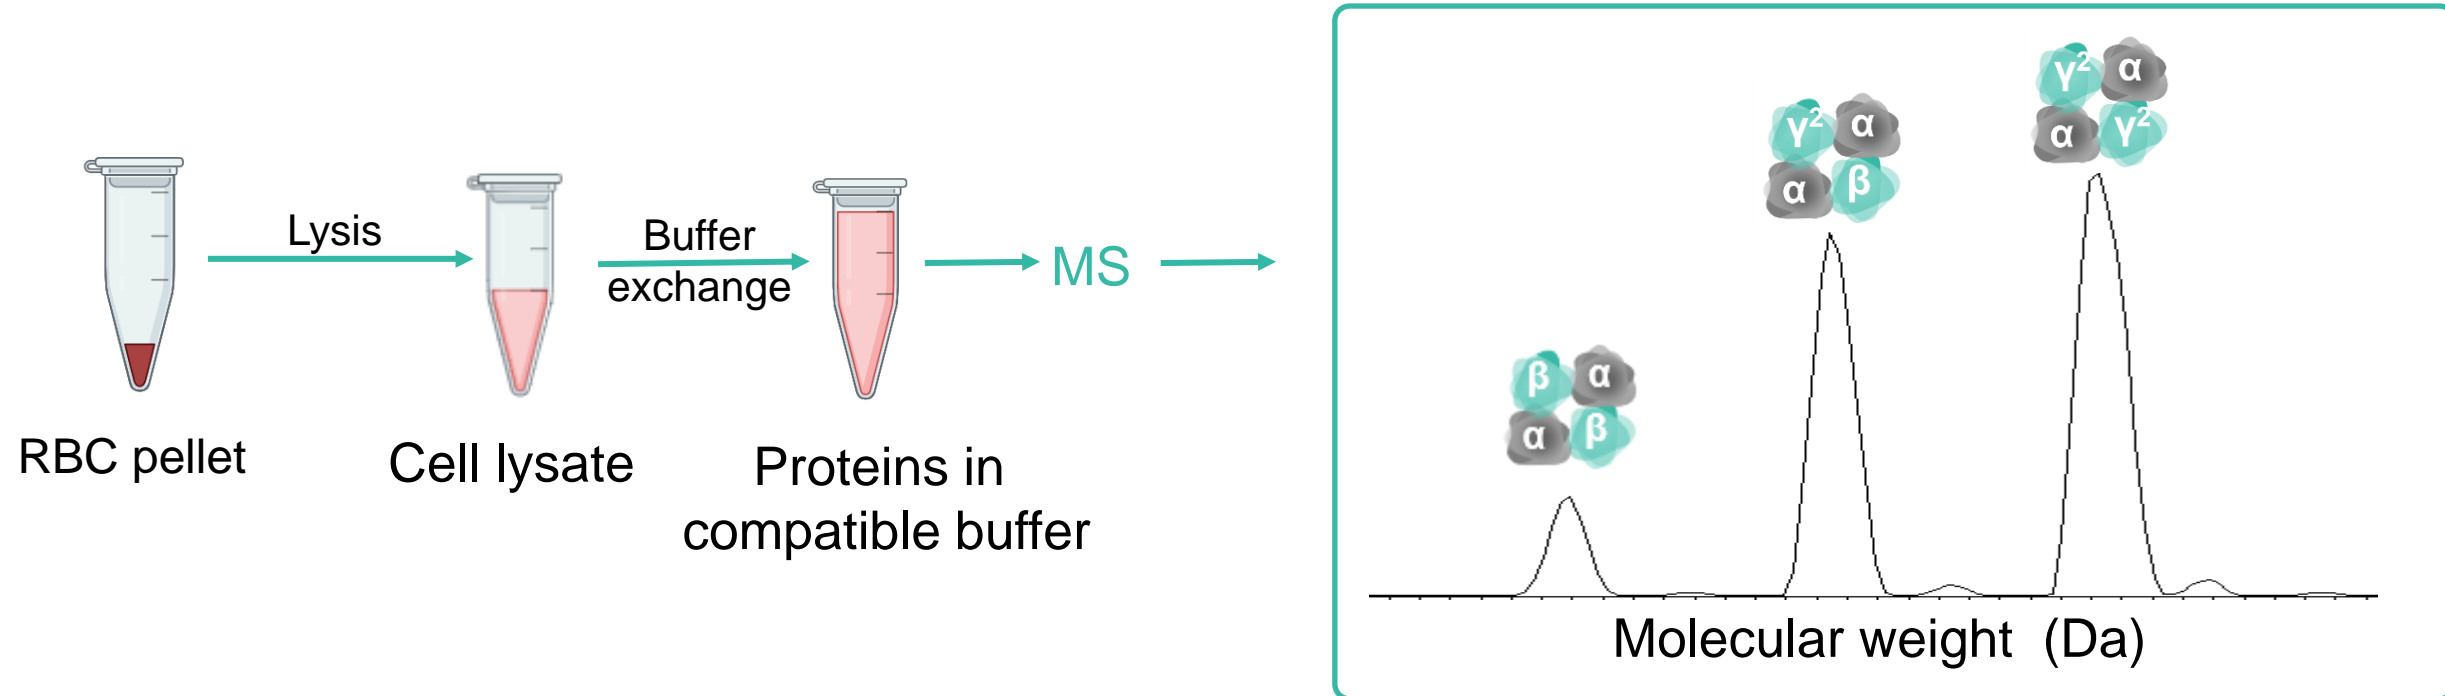 RBC pellet
Lysis
Cell lysate
Buffer
exchange
Proteins in
compatible buffer
MS
β α
α β
γ² α
α β
γ² α
α γ²
Molecular weight (Da)